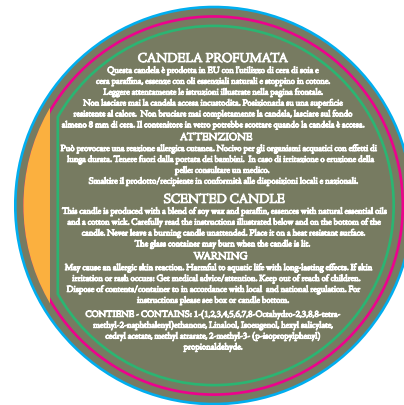 CANDELA PROFUMATA
Questa candela è prodotta in EU con l'utilizzo di cera di soia e
cera paraffina, essenze con oli essenziali naturali e stoppino in cotone.
Leggere attentamente le istruzioni illustrate nella pagina frontale.
Non lasciare mai la candela accesa incustodita. Posizionarla su una superficie
resistente al calore. Non bruciare mai completamente la candela, lasciare sul fondo
almeno 8 mm di cera. Il contenitore in vetro potrebbe scottare quando la candela è accesa.
ATTENZIONE
Può provocare una reazione allergica cutanea. Nocivo per gli organismi acquatici con effetti di
lunga durata. Tenere fuori dalla portata dei bambini. In caso di irritazione o eruzione della
pelle: consultare un medico.
Smaltire il prodotto/recipiente in conformità alle disposizioni locali e nazionali.
SCENTED CANDLE
This candle is produced with a blend of soy wax and paraffin, essences with natural essential oils
and a cotton wick. Carefully read the instructions illustrated below and on the bottom of the
candle. Never leave a burning candle unattended. Place it on a heat resistant surface.
The glass container may burn when the candle is lit.
WARNING
May cause an allergic skin reaction. Harmful to aquatic life with long-lasting effects. If skin
irritation or rash occurs: Get medical advice/attention. Keep out of reach of children.
Dispose of contents/container to in accordance with local and national regulation. For
instructions please see box or candle bottom.
CONTIENE - CONTAINS: 1-(1,2,3,4,5,6,7,8-Octahydro-2,3,8,8-tetra-
methyl-2-naphthalenyl)ethanone, Linalool, Isoeugenol, hexyl salicylate,
cedryl acetate, methyl atrarate, 2-methyl-3- (p-isopropylphenyl)
propionaldehyde.